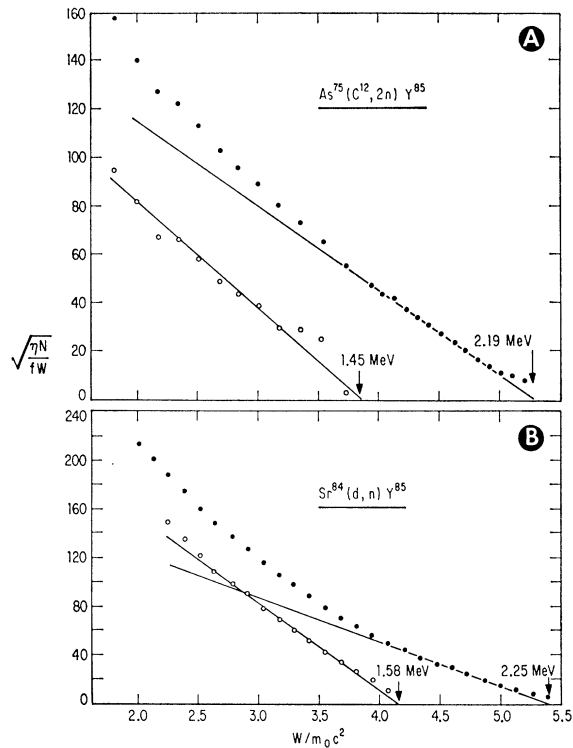 160
A
140
As⁷⁵(C¹², 2n) Y⁸⁵
120
100
80
60
40
1.45 MeV
2.19 MeV
20
0
√ηN/fW
240
B
200
Sr⁸⁴(d, n) Y⁸⁵
160
120
80
40
1.58 MeV
2.25 MeV
0
2.0 2.5 3.0 3.5 4.0 4.5 5.0 5.5
W/m₀c²